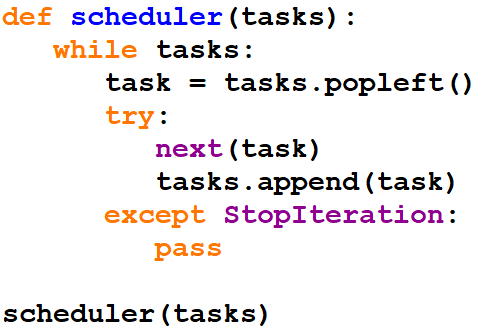 def scheduler(tasks):
   while tasks:
      task = tasks.popleft()
      try:
         next(task)
         tasks.append(task)
      except StopIteration:
         pass

scheduler(tasks)